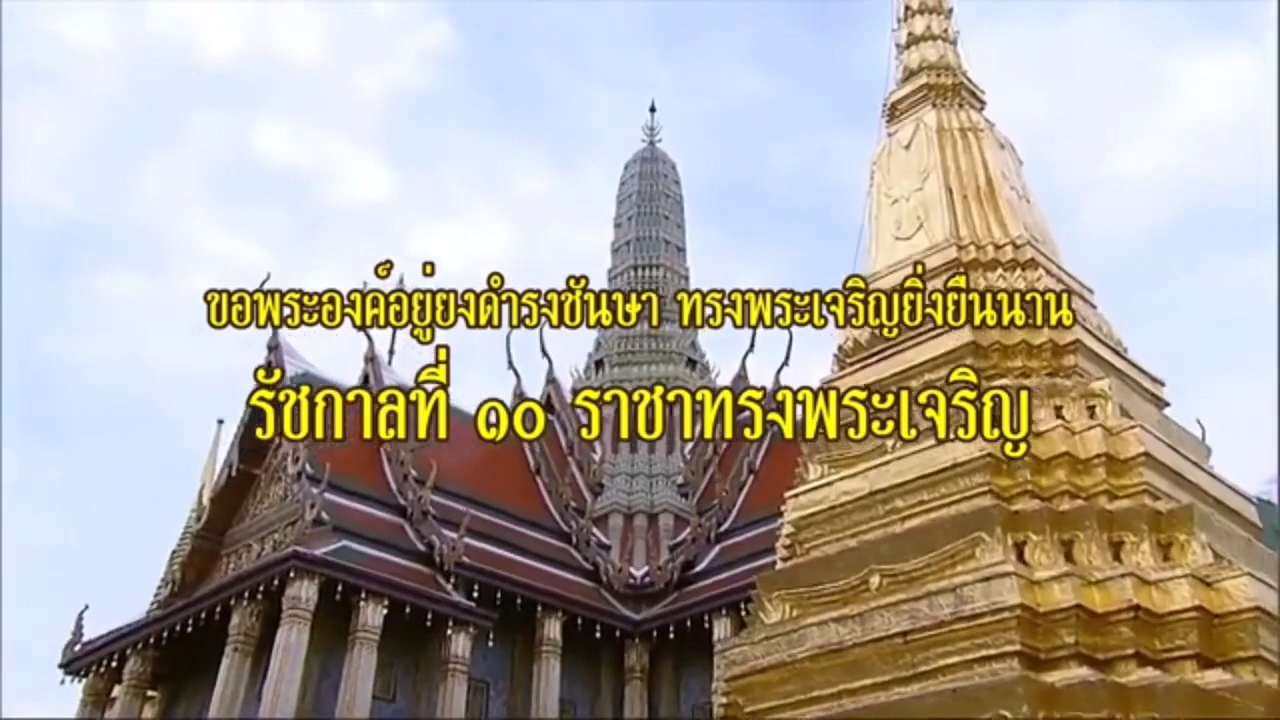 ขอพระองค์อยู่ยงดำรงชันษา ทรงพระเจริญยิ่งยืนนาน
รัชกาลที่ ๑๐ ราชาทรงพระเจริญ